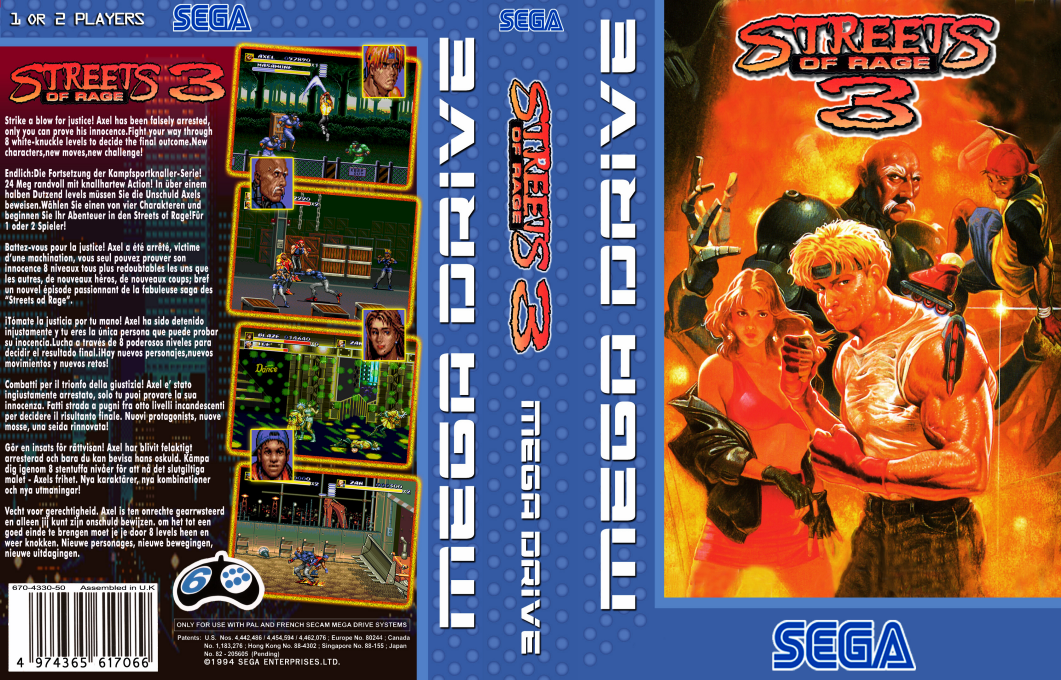 1 OR 2 PLAYERS
SEGA
STREETS
OF RAGE
3
Strike a blow for justice! Axel has been falsely arrested,
only you can prove his innocence.Fight your way through
8 white-knuckle levels to decide the final outcome.New
characters,new moves,new challenge!
Endlich:Die Fortsetzung der Kampfsportknaller-Serie!
24 Meg randvoll mit knallhartew Action! In über einem
halben Dutzend levels müssen Sie die Unschuld Axels
beweisen.Wählen Sie einen von vier Charakteren und
beginnen Sie Ihr Abenteuer in den Streets of Rage!Für
1 oder 2 Spieler!
Battez-vous pour la justice! Axel a été arrêté, victime
d'une machination, vous seul pouvez prouver son
innocence 8 niveaux tous plus redoutbables les uns que
les autres, de nouveaux héros, de nouveaux coups; bref
un nouvel épisode passionnant de la fabuleuse saga des
“Streets od Rage”.
¡Tómate la justicia por tu mano! Axel ha sido detenido
injustamente y tu eres la única persona que puede probar
su inocencia.Lucha a través de 8 poderosos niveles para
decidir el resultado final.¡Hay nuevos personajes,nuevos
movimientos y nuevos retos!
Combatti per il trionfo della giustizia! Axel e' stato
ingiustamente arrestato, solo tu puoi provare la sua
innocenza. Fatti strada a pugni fra otto livelli incandescenti
per decidere il risultanto finale. Nuovi protagonists, nuove
mosse, una seida rinnovata!
Gör en insats för rättvisan! Axel har blivit felaktigt
arresterad och bara du kan bevisa hans oskuld. Kämpa
dig igenom 8 stentuffa nivåer för att nå det slutgiltiga
målet - Axels frihet. Nya karaktärer, nya kombinationer
och nya utmaningar!
Vecht voor gerechtigheid. Axel is ten onrechte gearrwsteerd
en alleen jij kunt zijn onschuld bewijzen. om het tot een
goed einde te brengen moet je je door 8 levels heen en
weer knokken. Nieuwe personages, nieuwe bewegingen,
nieuwe uitdagingen.
AXEL
BLAZE
Dance
ZAN
670-4330-50 Assembled in U.K
4 974365 617066
6
ONLY FOR USE WITH PAL AND FRENCH SECAM MEGA DRIVE SYSTEMS
Patents: U.S. Nos. 4,442,486 / 4,454,594 / 4,462,076 ; Europe No. 80244 ; Canada
No. 1,183,276 ; Hong Kong No. 88-4302 ; Singapore No. 88-155 ; Japan
No. 82 - 205605 (Pending)
©1994 SEGA ENTERPRISES.LTD.
MEGA DRIVE
SEGA
STREETS
OF RAGE
3
MEGA DRIVE
MEGA DRIVE
STREETS
OF RAGE
3
SEGA